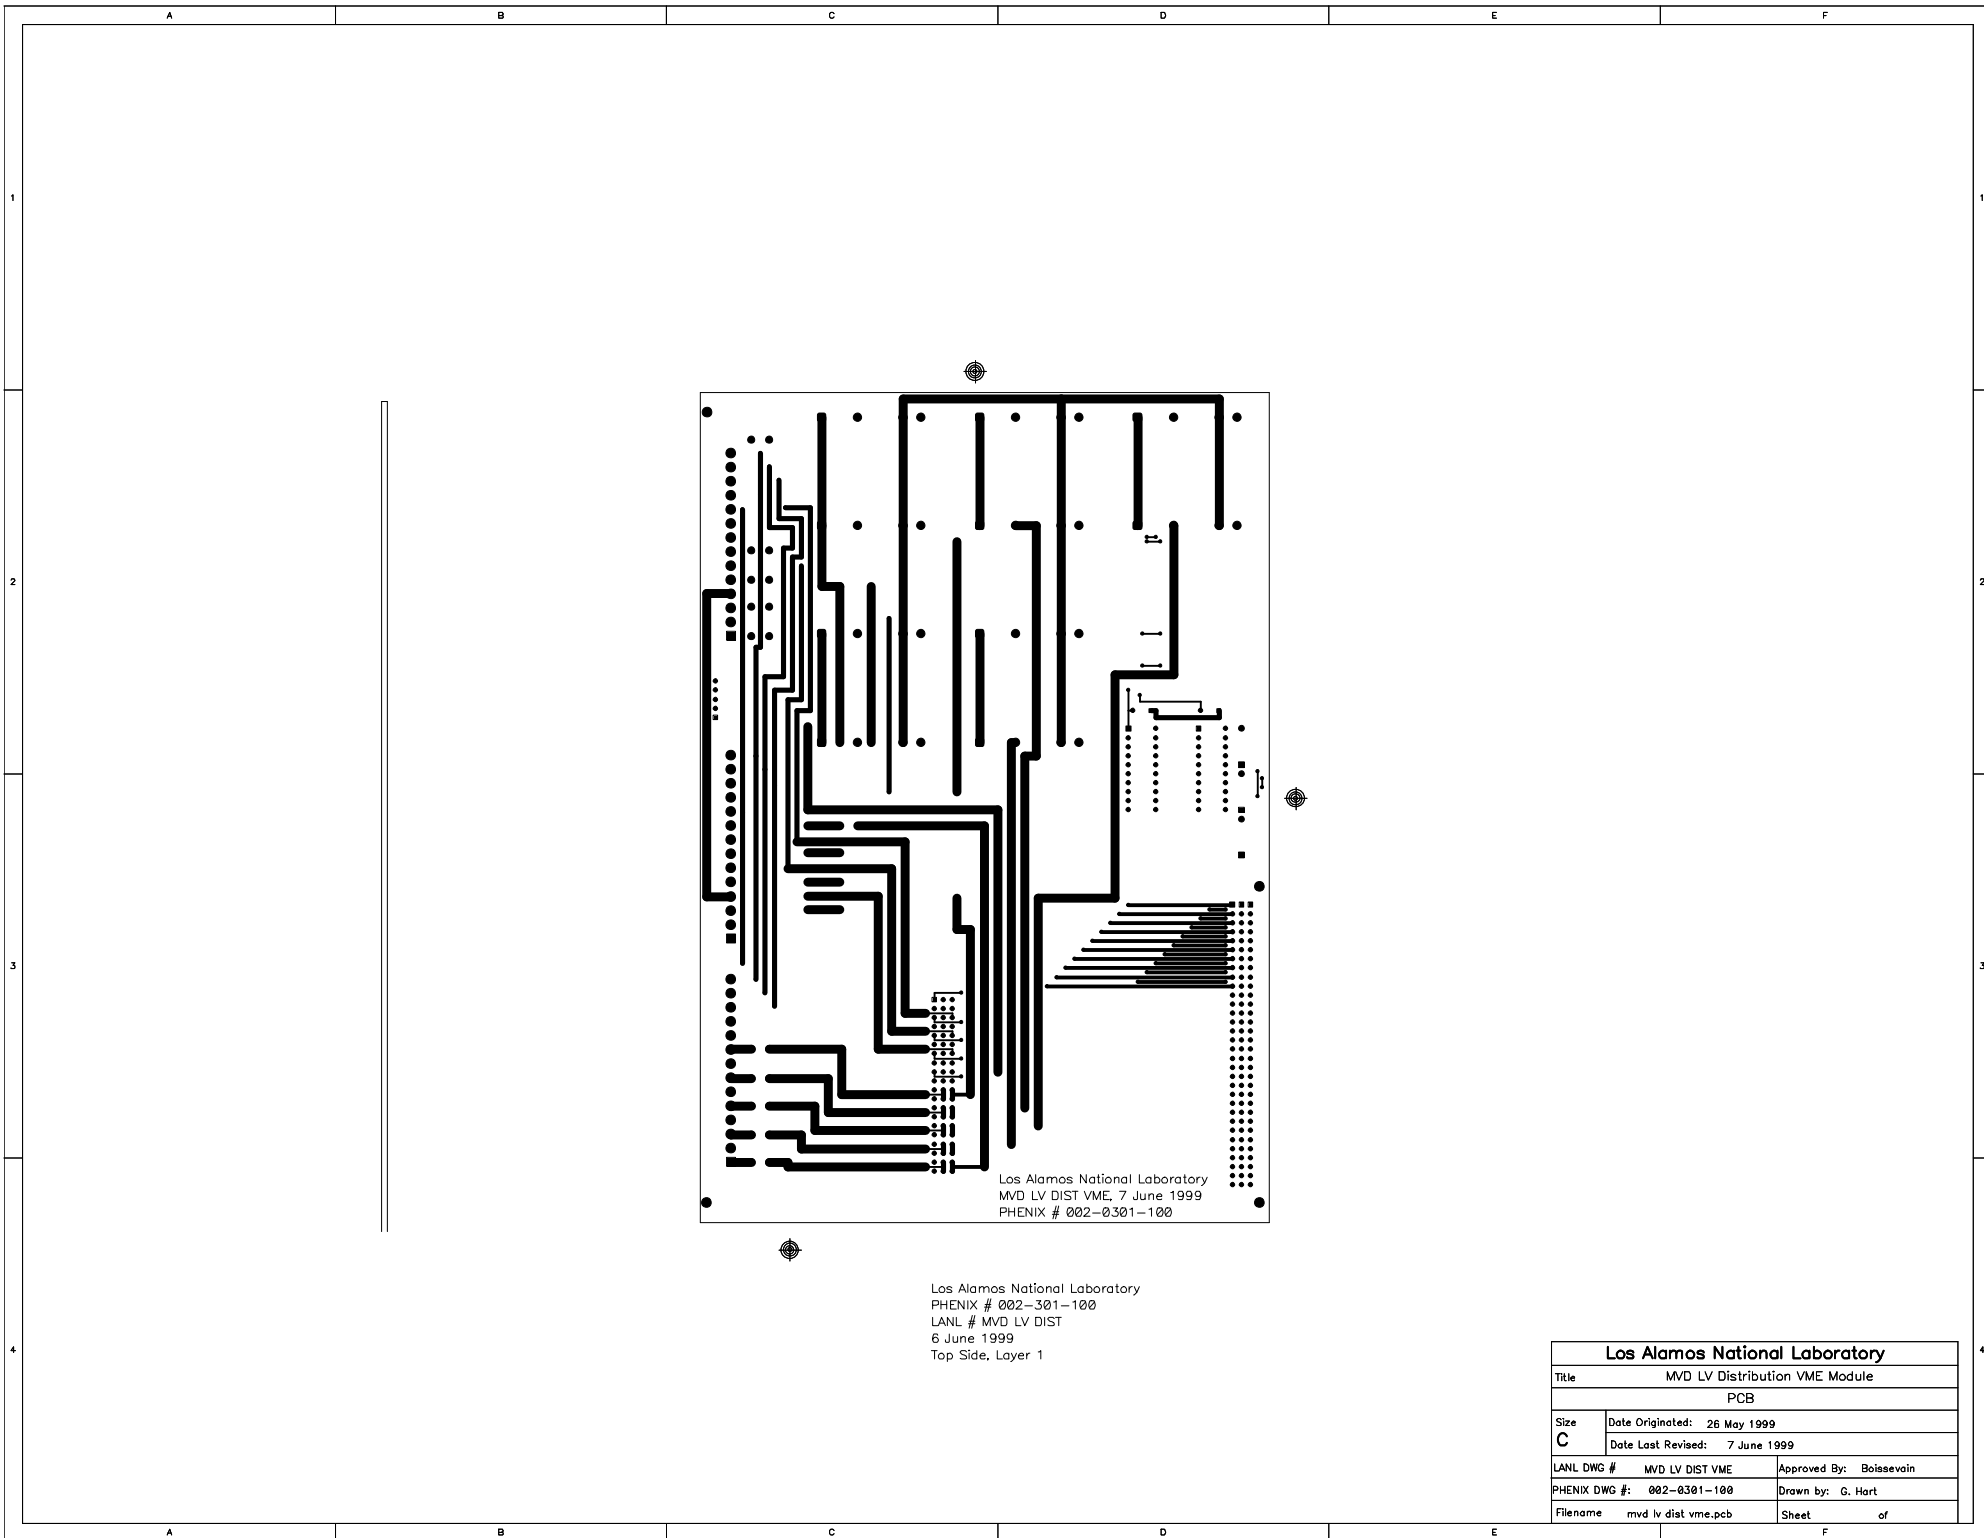 A B C D E F
1 1
2 2
3 3
4 4
Los Alamos National Laboratory
MVD LV DIST VME, 7 June 1999
PHENIX # 002-0301-100
Los Alamos National Laboratory
PHENIX # 002-301-100
LANL # MVD LV DIST
6 June 1999
Top Side, Layer 1
Los Alamos National Laboratory
Title MVD LV Distribution VME Module
PCB
Size Date Originated: 26 May 1999
C Date Last Revised: 7 June 1999
LANL DWG # MVD LV DIST VME Approved By: Boissevain
PHENIX DWG #: 002-0301-100 Drawn by: G. Hart
Filename mvd lv dist vme.pcb Sheet of
A B C D E F